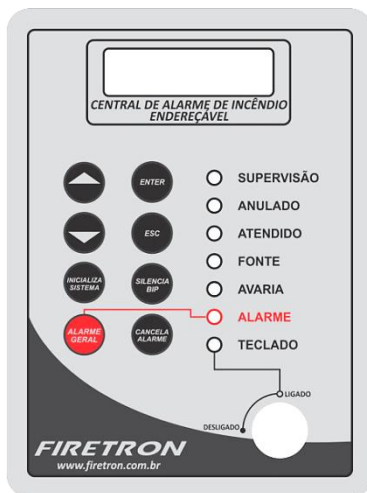 CENTRAL DE ALARME DE INCÊNDIO
ENDEREÇÁVEL
ENTER
ESC
INICIALIZA
SISTEMA
SILENCIA
BIP
ALARME
GERAL
CANCELA
ALARME
SUPERVISÃO
ANULADO
ATENDIDO
FONTE
AVARIA
ALARME
TECLADO
LIGADO
DESLIGADO
FIRETRON
www.firetron.com.br